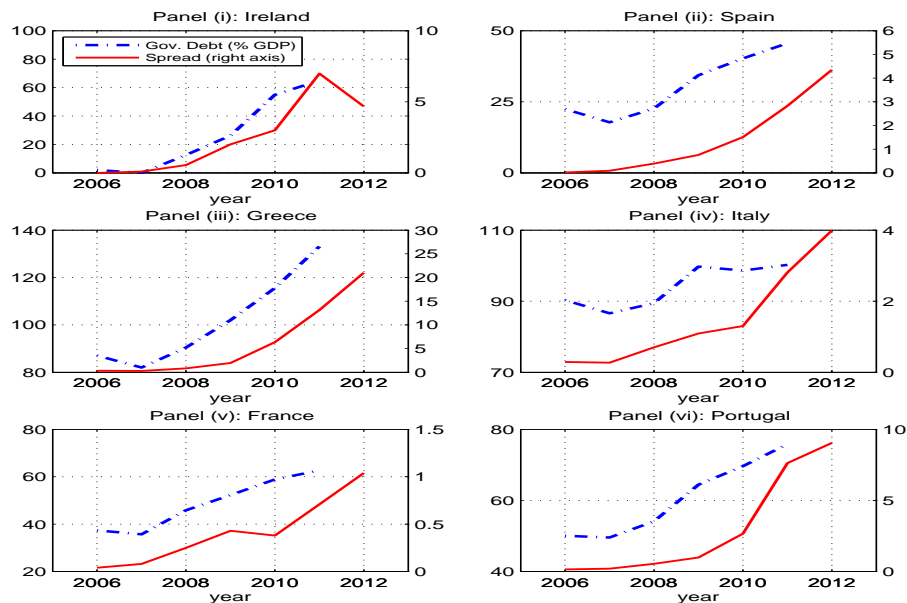 Panel (i): Ireland
100
80
60
40
20
0
10
5
0
Gov. Debt (% GDP)
Spread (right axis)
2006 2008 2010 2012
year
Panel (ii): Spain
50
25
0
6
5
4
3
2
1
0
2006 2008 2010 2012
year
Panel (iii): Greece
140
120
100
80
30
25
20
15
10
5
0
2006 2008 2010 2012
year
Panel (iv): Italy
110
90
70
4
2
0
2006 2008 2010 2012
year
Panel (v): France
80
60
40
20
1.5
1
0.5
0
2006 2008 2010 2012
year
Panel (vi): Portugal
80
60
40
10
5
0
2006 2008 2010 2012
year